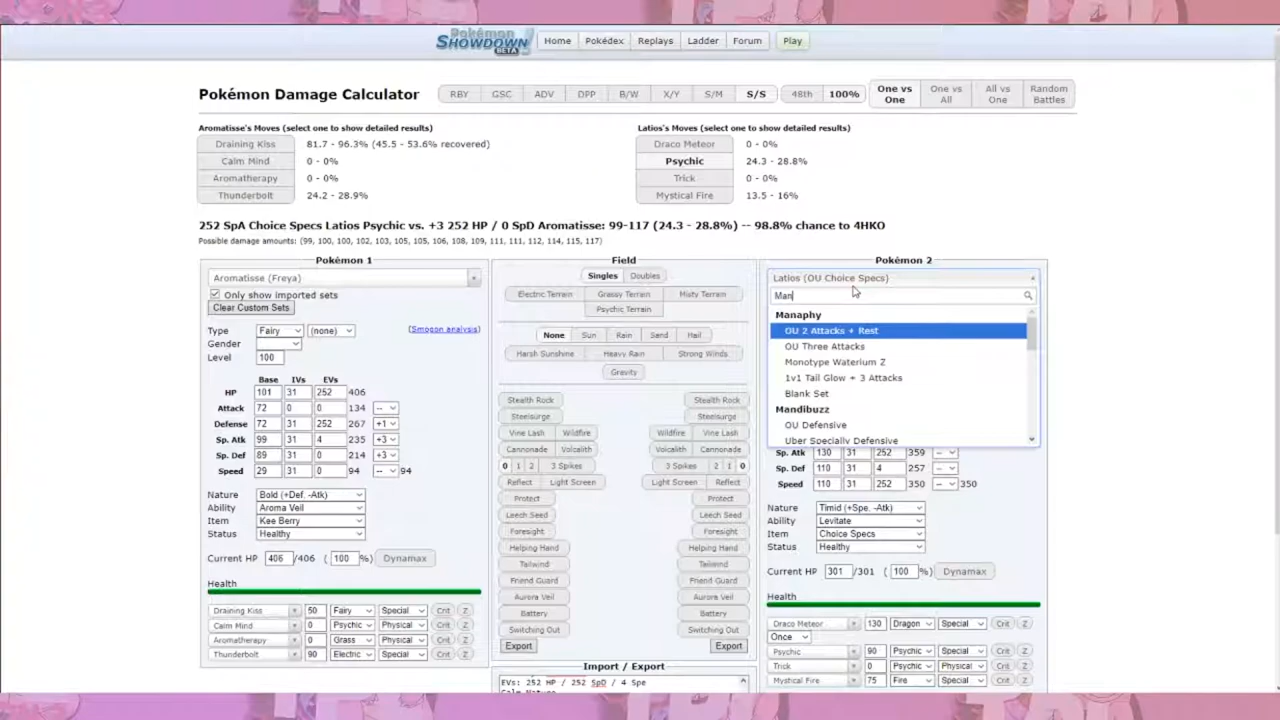 Pokémon
SHOWDOWN
BETA
Home Pokédex Replays Ladder Forum Play
Pokémon Damage Calculator RBY GSC ADV DPP B/W X/Y S/M S/S 48th 100% One vs One One vs All All vs One Random Battles
Aromatisse's Moves (select one to show detailed results) Latios's Moves (select one to show detailed results)
Draining Kiss 81.7 - 96.3% (45.5 - 53.6% recovered) Draco Meteor 0 - 0%
Calm Mind 0 - 0% Psychic 24.3 - 28.8%
Aromatherapy 0 - 0% Trick 0 - 0%
Thunderbolt 24.2 - 28.9% Mystical Fire 13.5 - 16%
252 SpA Choice Specs Latios Psychic vs. +3 252 HP / 0 SpD Aromatisse: 99-117 (24.3 - 28.8%) -- 98.8% chance to 4HKO
Possible damage amounts: (99, 100, 100, 102, 103, 105, 105, 106, 108, 109, 111, 111, 112, 114, 115, 117)
Pokémon 1
Aromatisse (Freya)
Only show imported sets
Clear Custom Sets
Type Fairy (none) (Smogon analysis)
Gender
Level 100
Base IVs EVs
HP 101 31 252 406
Attack 72 0 0 134 --
Defense 72 31 252 267 +1
Sp. Atk 99 31 4 235 +3
Sp. Def 89 31 0 214 +3
Speed 29 31 0 94 -- 94
Nature Bold (+Def, -Atk)
Ability Aroma Veil
Item Kee Berry
Status Healthy
Current HP 406 /406 ( 100 %) Dynamax
Health
Draining Kiss 50 Fairy Special Crit Z
Calm Mind 0 Psychic Physical Crit Z
Aromatherapy 0 Grass Physical Crit Z
Thunderbolt 90 Electric Special Crit Z
Field
Singles Doubles
Electric Terrain Grassy Terrain Misty Terrain
Psychic Terrain
None Sun Rain Sand Hail
Harsh Sunshine Heavy Rain Strong Winds
Gravity
Stealth Rock Stealth Rock
Steelsurge Steelsurge
Vine Lash Wildfire Wildfire Vine Lash
Cannonade Volcalith Volcalith Cannonade
0 1 2 3 Spikes 3 Spikes 2 1 0
Reflect Light Screen Light Screen Reflect
Protect Protect
Leech Seed Leech Seed
Foresight Foresight
Helping Hand Helping Hand
Tailwind Tailwind
Friend Guard Friend Guard
Aurora Veil Aurora Veil
Battery Battery
Switching Out Switching Out
Export Export
Import / Export
EVs: 252 HP / 252 SpD / 4 Spe
Calm Nature
Pokémon 2
Latios (OU Choice Specs)
Man
Manaphy
OU 2 Attacks + Rest
OU Three Attacks
Monotype Waterium Z
1v1 Tail Glow + 3 Attacks
Blank Set
Mandibuzz
OU Defensive
Uber Specially Defensive
Sp. Atk 130 31 252 359 --
Sp. Def 110 31 4 257 --
Speed 110 31 252 350 -- 350
Nature Timid (+Spe, -Atk)
Ability Levitate
Item Choice Specs
Status Healthy
Current HP 301 /301 ( 100 %) Dynamax
Health
Draco Meteor 130 Dragon Special Crit Z
Once
Psychic 90 Psychic Special Crit Z
Trick 0 Psychic Physical Crit Z
Mystical Fire 75 Fire Special Crit Z